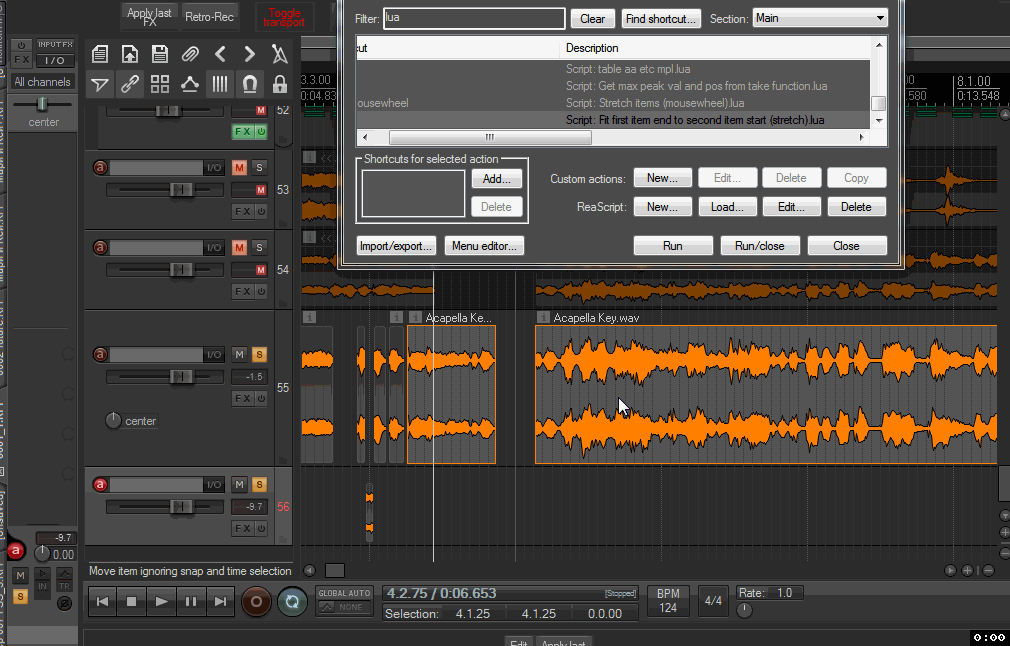 Apply last
FX
Retro-Rec
Toggle
transport
Filter: lua
Clear
Find shortcut...
Section: Main
cut
Description
Script: table aa etc mpl.lua
Script: Get max peak val and pos from take function.lua
ousewheel
Script: Stretch items (mousewheel).lua
Script: Fit first item end to second item start (stretch).lua
Shortcuts for selected action
Add...
Delete
Custom actions:
New...
Edit...
Delete
Copy
ReaScript:
New...
Load...
Edit...
Delete
Import/export...
Menu editor...
Run
Run/close
Close
INPUT FX
FX
I/O
All channels
center
3.3.00
0:04.83
8.1.00
0:13.548
00
580
M
52
FX
a
I/O
M
S
M
53
FX
a
I/O
M
S
M
54
FX
i
i
i
Acapella Ke...
i
Acapella Key.wav
a
I/O
M
S
-1.5
55
FX
center
a
I/O
M
S
-9.7
56
FX
-9.7
a
0.00
M
IN
TR
S
Move item ignoring snap and time selection
GLOBAL AUTO
NONE
4.2.75 / 0:06.653
[Stopped]
Selection:
4.1.25
4.1.25
0.0.00
BPM
124
4/4
Rate:
1.0
Edit
Apply last
0:00